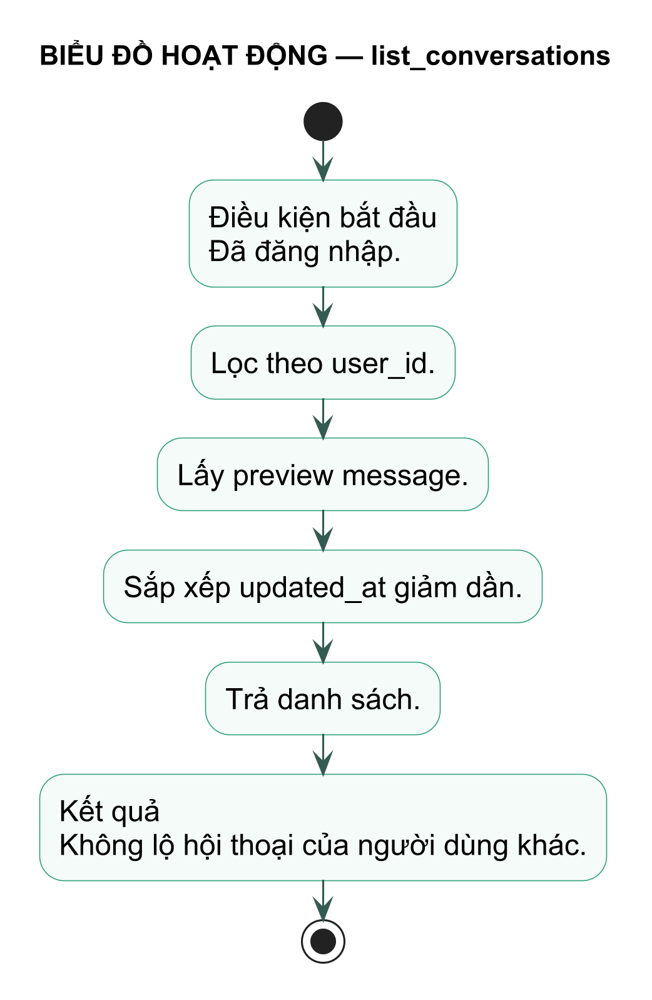 BIỂU ĐỒ HOẠT ĐỘNG — list_conversations
Điều kiện bắt đầu
Đã đăng nhập.
Lọc theo user_id.
Lấy preview message.
Sắp xếp updated_at giảm dần.
Trả danh sách.
Kết quả
Không lộ hội thoại của người dùng khác.